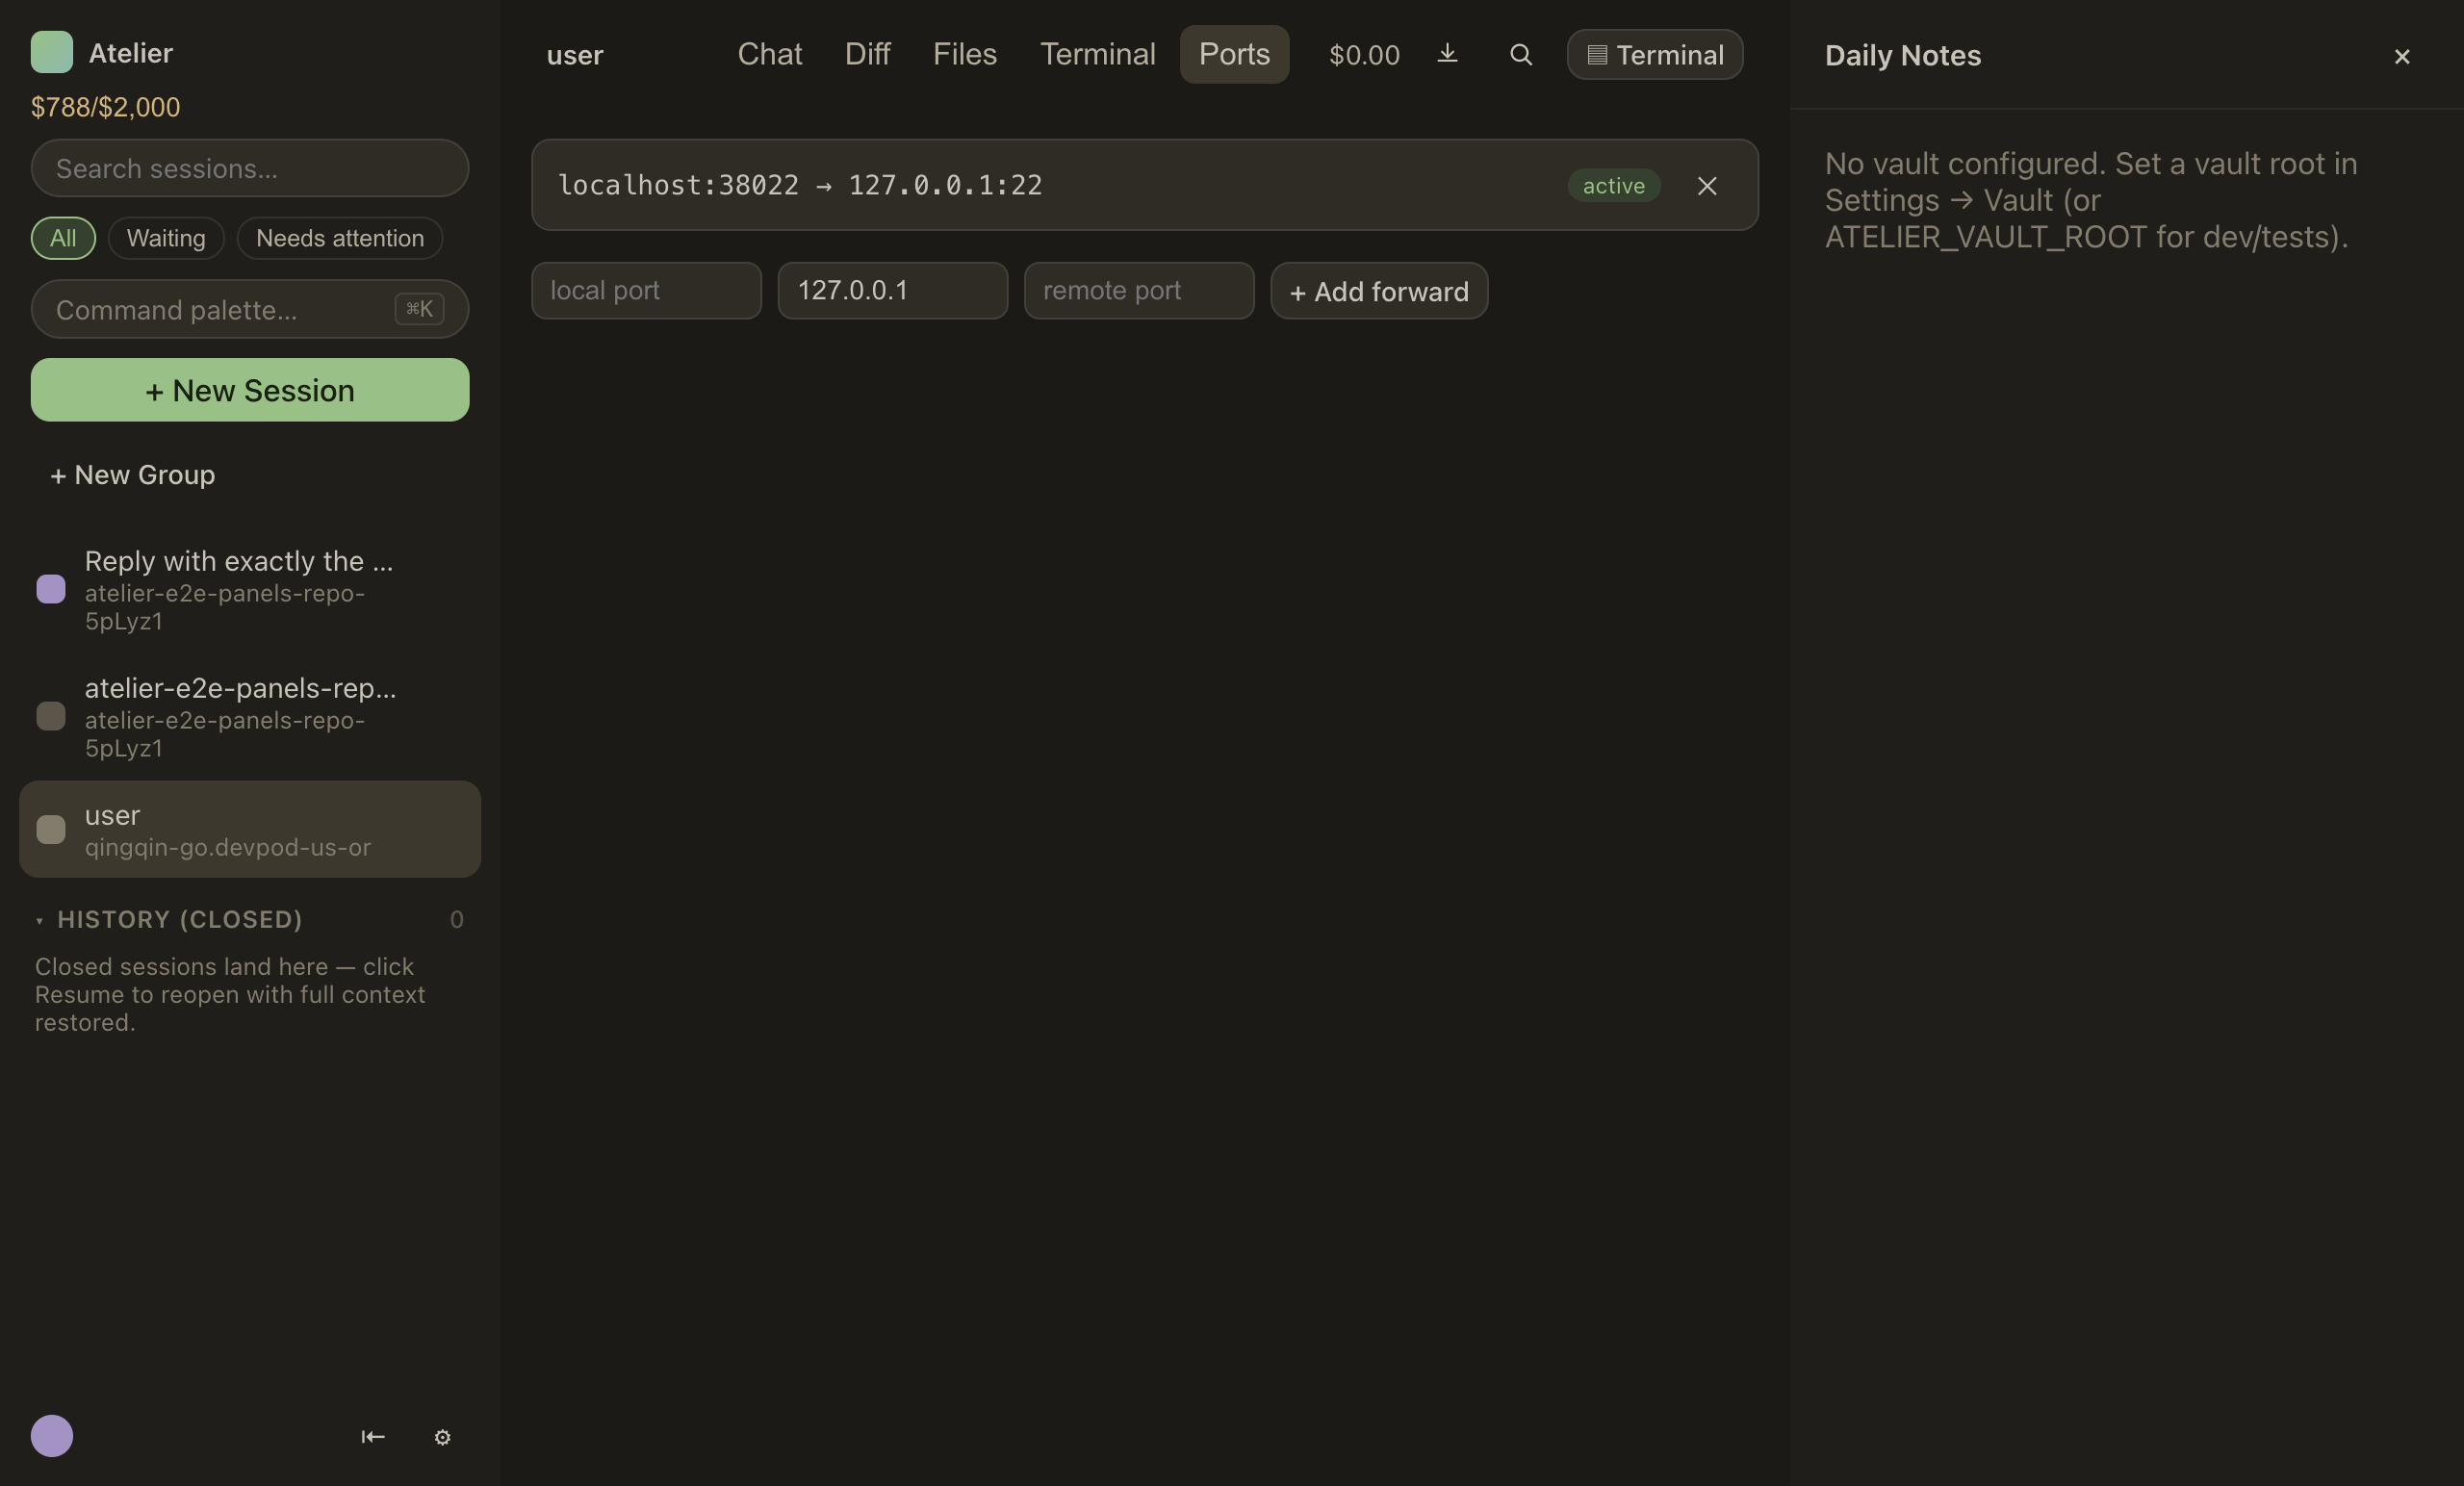 Atelier
$788/$2,000
Search sessions...
All Waiting Needs attention
Command palette... ⌘K
+ New Session
+ New Group
Reply with exactly the ...
atelier-e2e-panels-repo-
5pLyz1
atelier-e2e-panels-rep...
atelier-e2e-panels-repo-
5pLyz1
user
qingqin-go.devpod-us-or
▾ HISTORY (CLOSED) 0
Closed sessions land here — click
Resume to reopen with full context
restored.
user Chat Diff Files Terminal Ports $0.00 Terminal
localhost:38022 → 127.0.0.1:22 active ×
local port 127.0.0.1 remote port + Add forward
Daily Notes ×
No vault configured. Set a vault root in
Settings → Vault (or
ATELIER_VAULT_ROOT for dev/tests).